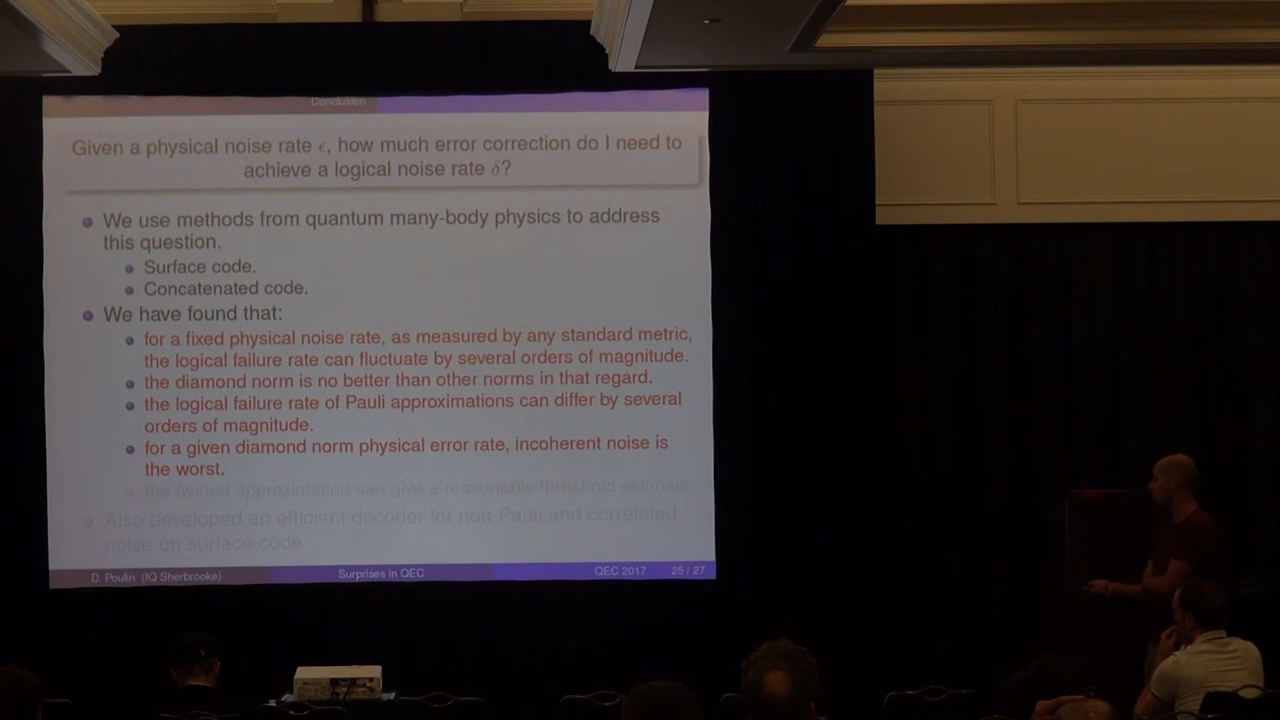 Conclusion
Given a physical noise rate ϵ, how much error correction do I need to
achieve a logical noise rate δ?
We use methods from quantum many-body physics to address
this question.
Surface code.
Concatenated code.
We have found that:
for a fixed physical noise rate, as measured by any standard metric,
the logical failure rate can fluctuate by several orders of magnitude.
the diamond norm is no better than other norms in that regard.
the logical failure rate of Pauli approximations can differ by several
orders of magnitude.
for a given diamond norm physical error rate, incoherent noise is
the worst.
the twirled approximation can give a reasonable threshold estimate.
Also developed an efficient decoder for non-Pauli and correlated
noise on surface code.
D. Poulin (IQ Sherbrooke) Surprises in QEC QEC 2017 25 / 27